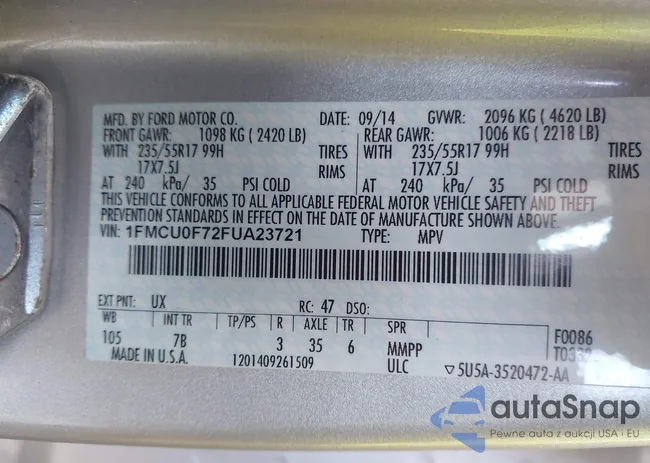 MFD. BY FORD MOTOR CO. DATE: 09/14 GVWR: 2096 KG (4620 LB)
FRONT GAWR: 1098 KG (2420 LB) REAR GAWR: 1006 KG (2218 LB)
WITH 235/55R17 99H TIRES WITH 235/55R17 99H TIRES
17X7.5J RIMS 17X7.5J RIMS
AT 240 kPa/ 35 PSI COLD AT 240 kPa/ 35 PSI COLD
THIS VEHICLE CONFORMS TO ALL APPLICABLE FEDERAL MOTOR VEHICLE SAFETY AND THEFT
PREVENTION STANDARDS IN EFFECT ON THE DATE OF MANUFACTURE SHOWN ABOVE.
VIN: 1FMCU0F72FUA23721 TYPE: MPV
EXT PNT: UX RC: 47 DSO:
WB INT TR TP/PS R AXLE TR SPR F0086
105 7B 3 35 6 MMPP T0332
MADE IN U.S.A. 1201409261509 ULC ▽5U5A-3520472-AA
autaSnap
Pewne auta z aukcji USA i EU